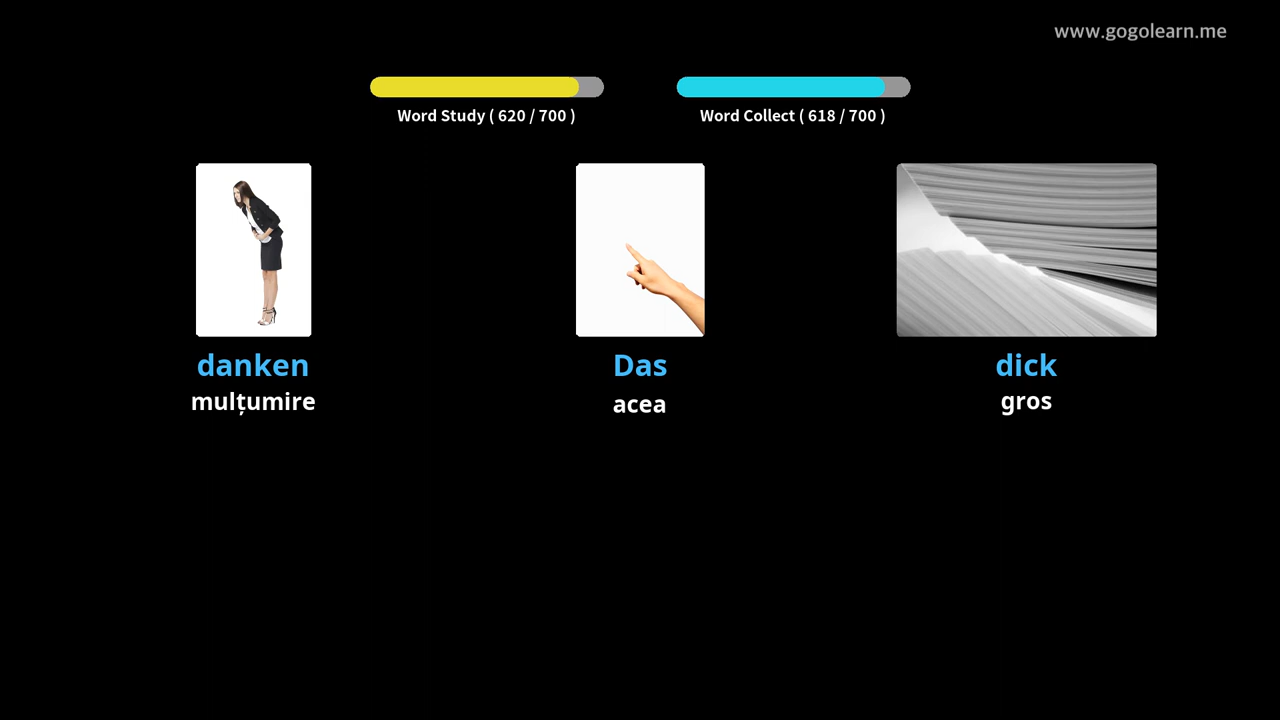 www.gogolearn.me
Word Study ( 620 / 700 )
Word Collect ( 618 / 700 )
danken
mulțumire
Das
acea
dick
gros